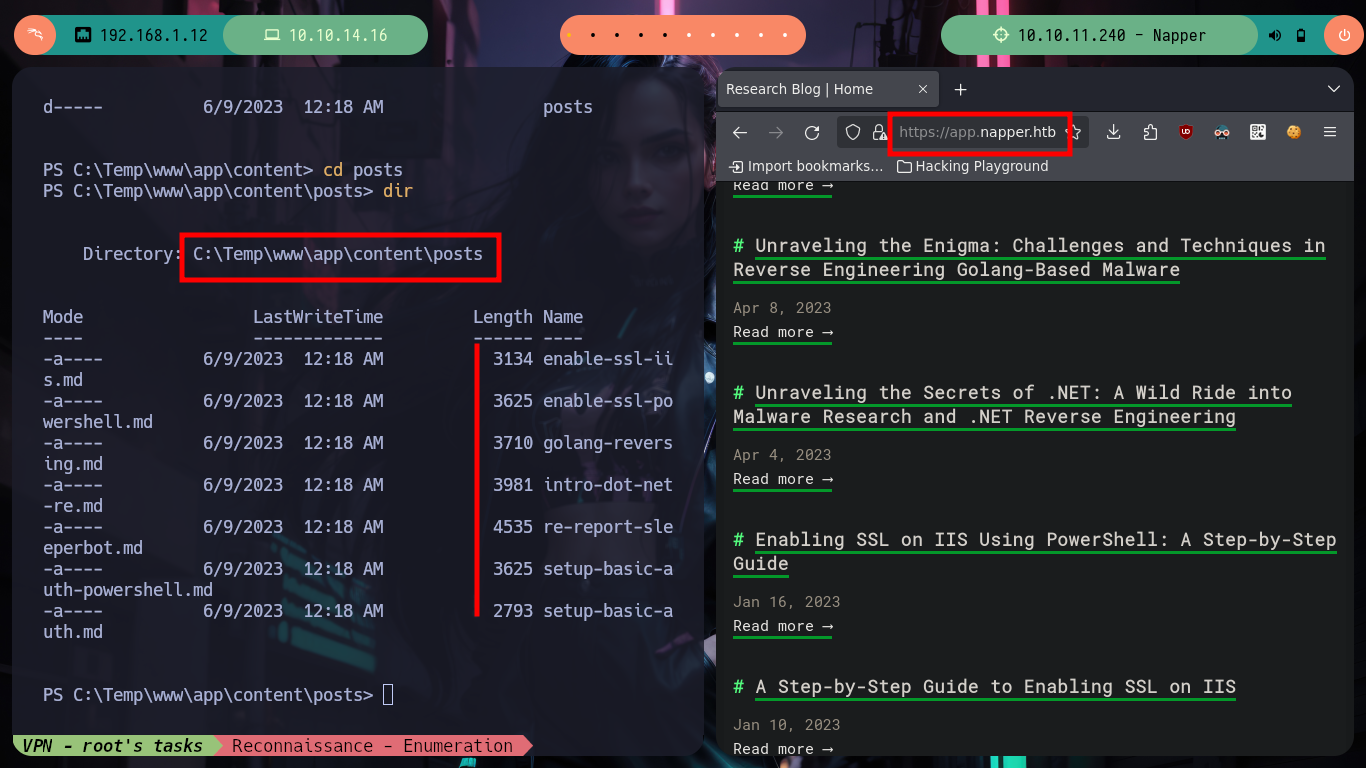 192.168.1.12
10.10.14.16
10.10.11.240 - Napper
d----- 6/9/2023 12:18 AM posts
PS C:\Temp\www\app\content> cd posts
PS C:\Temp\www\app\content\posts> dir
Directory: C:\Temp\www\app\content\posts
Mode LastWriteTime Length Name
---- ------------- ------ ----
-a---- 6/9/2023 12:18 AM 3134 enable-ssl-ii
s.md
-a---- 6/9/2023 12:18 AM 3625 enable-ssl-po
wershell.md
-a---- 6/9/2023 12:18 AM 3710 golang-revers
ing.md
-a---- 6/9/2023 12:18 AM 3981 intro-dot-net
-re.md
-a---- 6/9/2023 12:18 AM 4535 re-report-sle
eperbot.md
-a---- 6/9/2023 12:18 AM 3625 setup-basic-a
uth-powershell.md
-a---- 6/9/2023 12:18 AM 2793 setup-basic-a
uth.md
PS C:\Temp\www\app\content\posts>
VPN - root's tasks Reconnaissance - Enumeration
Research Blog | Home
https://app.napper.htb
Import bookmarks... Hacking Playground
Read more →
# Unraveling the Enigma: Challenges and Techniques in
Reverse Engineering Golang-Based Malware
Apr 8, 2023
Read more →
# Unraveling the Secrets of .NET: A Wild Ride into
Malware Research and .NET Reverse Engineering
Apr 4, 2023
Read more →
# Enabling SSL on IIS Using PowerShell: A Step-by-Step
Guide
Jan 16, 2023
Read more →
# A Step-by-Step Guide to Enabling SSL on IIS
Jan 10, 2023
Read more →